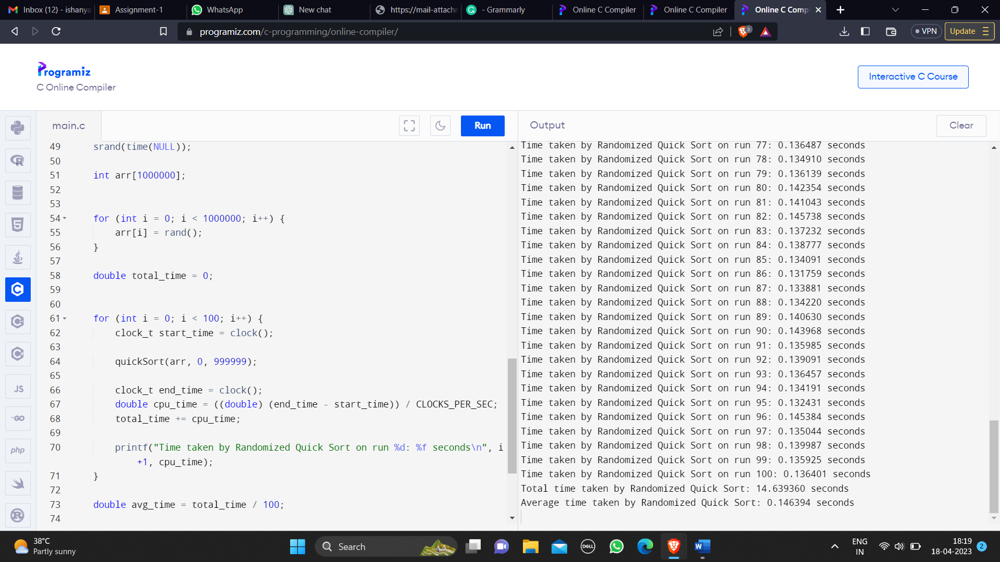 Inbox (12) - ishanya
Assignment-1
WhatsApp
New chat
https://mail-attachm
- Grammarly
Online C Compiler
Online C Compiler
Online C Comp
programiz.com/c-programming/online-compiler/
3
VPN
Update
Programiz
C Online Compiler
Interactive C Course
main.c
Run
Output
Clear
49 srand(time(NULL));
50
51 int arr[1000000];
52
53
54 for (int i = 0; i < 1000000; i++) {
55 arr[i] = rand();
56 }
57
58 double total_time = 0;
59
60
61 for (int i = 0; i < 100; i++) {
62 clock_t start_time = clock();
63
64 quickSort(arr, 0, 999999);
65
66 clock_t end_time = clock();
67 double cpu_time = ((double) (end_time - start_time)) / CLOCKS_PER_SEC;
68 total_time += cpu_time;
69
70 printf("Time taken by Randomized Quick Sort on run %d: %f seconds\n", i
+1, cpu_time);
71 }
72
73 double avg_time = total_time / 100;
74
Time taken by Randomized Quick Sort on run 77: 0.136487 seconds
Time taken by Randomized Quick Sort on run 78: 0.134910 seconds
Time taken by Randomized Quick Sort on run 79: 0.136139 seconds
Time taken by Randomized Quick Sort on run 80: 0.142354 seconds
Time taken by Randomized Quick Sort on run 81: 0.141043 seconds
Time taken by Randomized Quick Sort on run 82: 0.145738 seconds
Time taken by Randomized Quick Sort on run 83: 0.137232 seconds
Time taken by Randomized Quick Sort on run 84: 0.138777 seconds
Time taken by Randomized Quick Sort on run 85: 0.134091 seconds
Time taken by Randomized Quick Sort on run 86: 0.131759 seconds
Time taken by Randomized Quick Sort on run 87: 0.133881 seconds
Time taken by Randomized Quick Sort on run 88: 0.134220 seconds
Time taken by Randomized Quick Sort on run 89: 0.140630 seconds
Time taken by Randomized Quick Sort on run 90: 0.143968 seconds
Time taken by Randomized Quick Sort on run 91: 0.135985 seconds
Time taken by Randomized Quick Sort on run 92: 0.139091 seconds
Time taken by Randomized Quick Sort on run 93: 0.136457 seconds
Time taken by Randomized Quick Sort on run 94: 0.134191 seconds
Time taken by Randomized Quick Sort on run 95: 0.132431 seconds
Time taken by Randomized Quick Sort on run 96: 0.145384 seconds
Time taken by Randomized Quick Sort on run 97: 0.135044 seconds
Time taken by Randomized Quick Sort on run 98: 0.139987 seconds
Time taken by Randomized Quick Sort on run 99: 0.135925 seconds
Time taken by Randomized Quick Sort on run 100: 0.136401 seconds
Total time taken by Randomized Quick Sort: 14.639360 seconds
Average time taken by Randomized Quick Sort: 0.146394 seconds
JS
GO
php
38°C
Partly sunny
Search
DELL
W
ENG
IN
18:19
18-04-2023
2